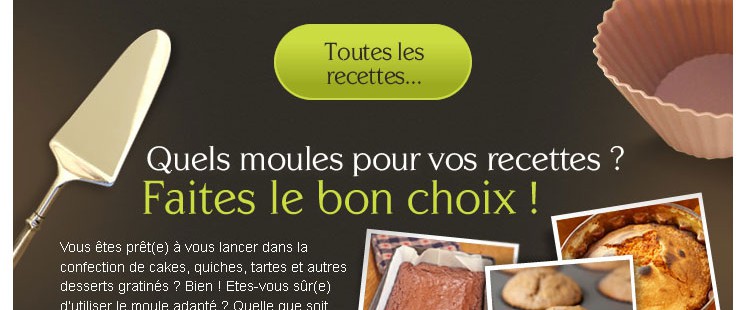 Toutes les
recettes...
Quels moules pour vos recettes ?
Faites le bon choix !
Vous êtes prêt(e) à vous lancer dans la
confection de cakes, quiches, tartes et autres
desserts gratinés ? Bien ! Etes-vous sûr(e)
d'utiliser le moule adapté ? Quelle que soit